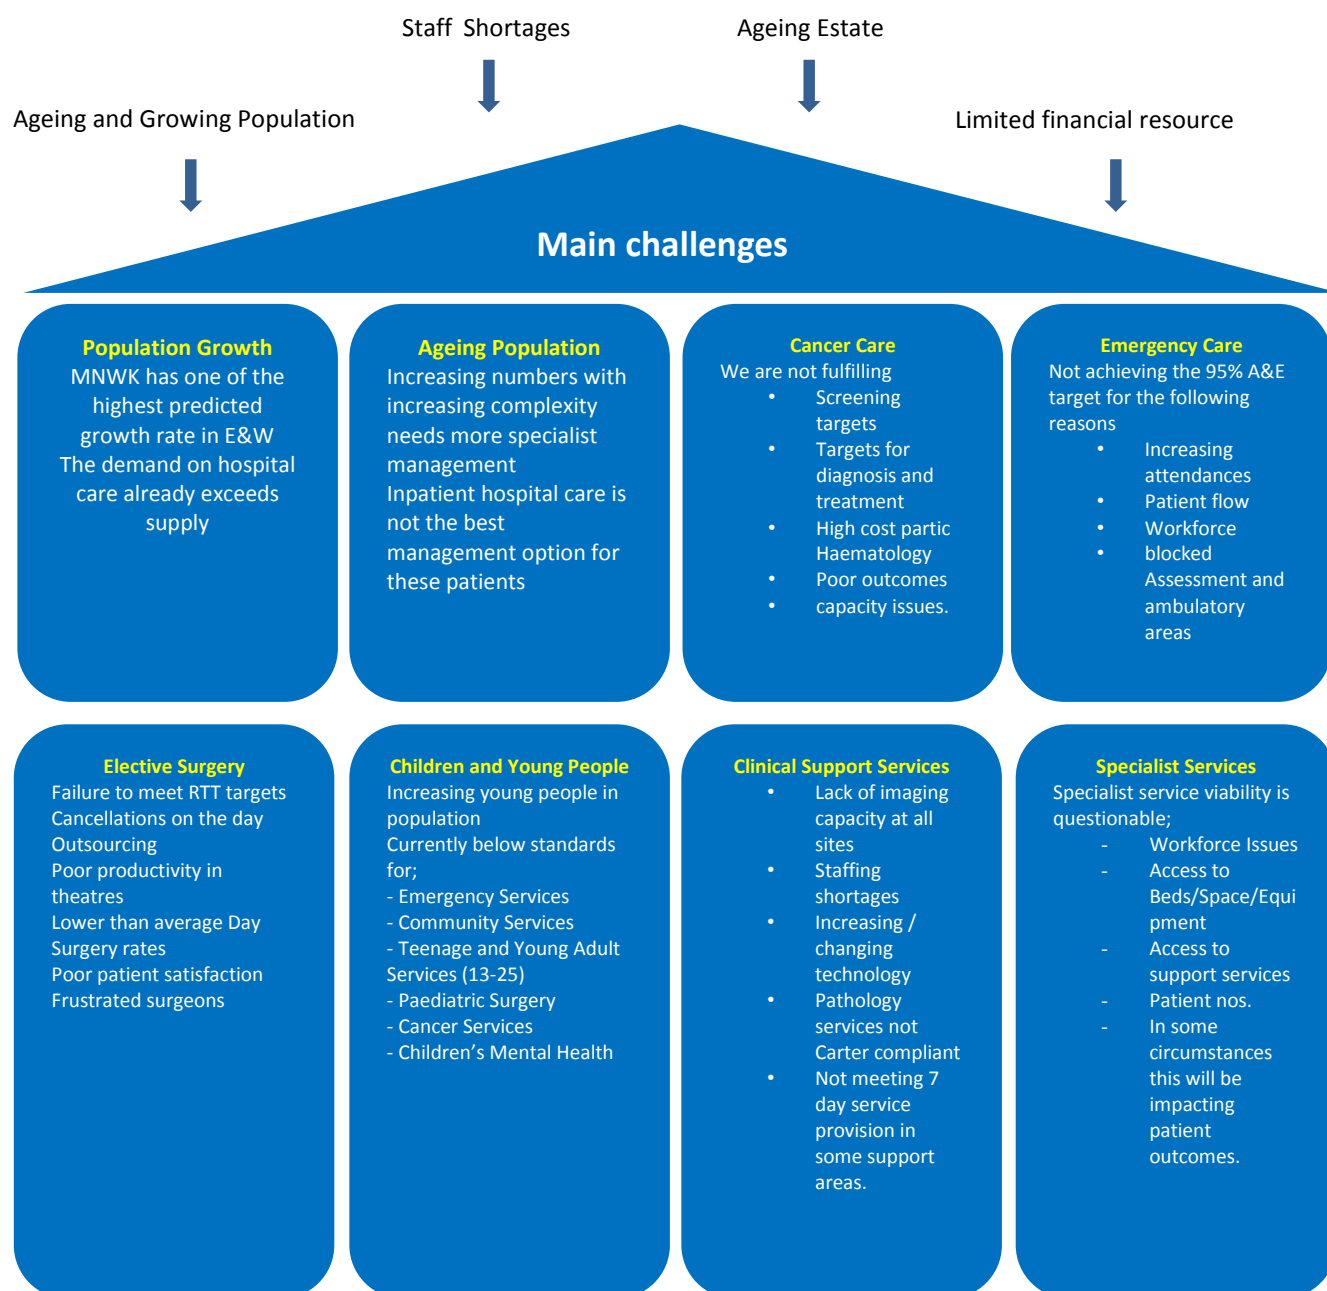 Staff  Shortages
Ageing Estate
Ageing and Growing Population
Limited financial resource
Main challenges
Population Growth
MNWK has one of the
highest predicted
growth rate in E&W
The demand on hospital
care already exceeds
supply
Ageing Population
Increasing numbers with
increasing complexity
needs more specialist
management
Inpatient hospital care is
not the best
management option for
these patients
Cancer Care
We are not fulfilling
• Screening
targets
• Targets for
diagnosis and
treatment
• High cost partic
Haematology
• Poor outcomes
• capacity issues.
Emergency Care
Not achieving the 95% A&E
target for the following
reasons
• Increasing
attendances
• Patient flow
• Workforce
• blocked
Assessment and
ambulatory
areas
Elective Surgery
Failure to meet RTT targets
Cancellations on the day
Outsourcing
Poor productivity in
theatres
Lower than average Day
Surgery rates
Poor patient satisfaction
Frustrated surgeons
Children and Young People
Increasing young people in
population
Currently below standards
for;
- Emergency Services
- Community Services
- Teenage and Young Adult
Services (13-25)
- Paediatric Surgery
- Cancer Services
- Children’s Mental Health
Clinical Support Services
• Lack of imaging
capacity at all
sites
• Staffing
shortages
• Increasing /
changing
technology
• Pathology
services not
Carter compliant
• Not meeting 7
day service
provision in
some support
areas.
Specialist Services
Specialist service viability is
questionable;
- Workforce Issues
- Access to
Beds/Space/Equi
pment
- Access to
support services
- Patient nos.
- In some
circumstances
this will be
impacting
patient
outcomes.